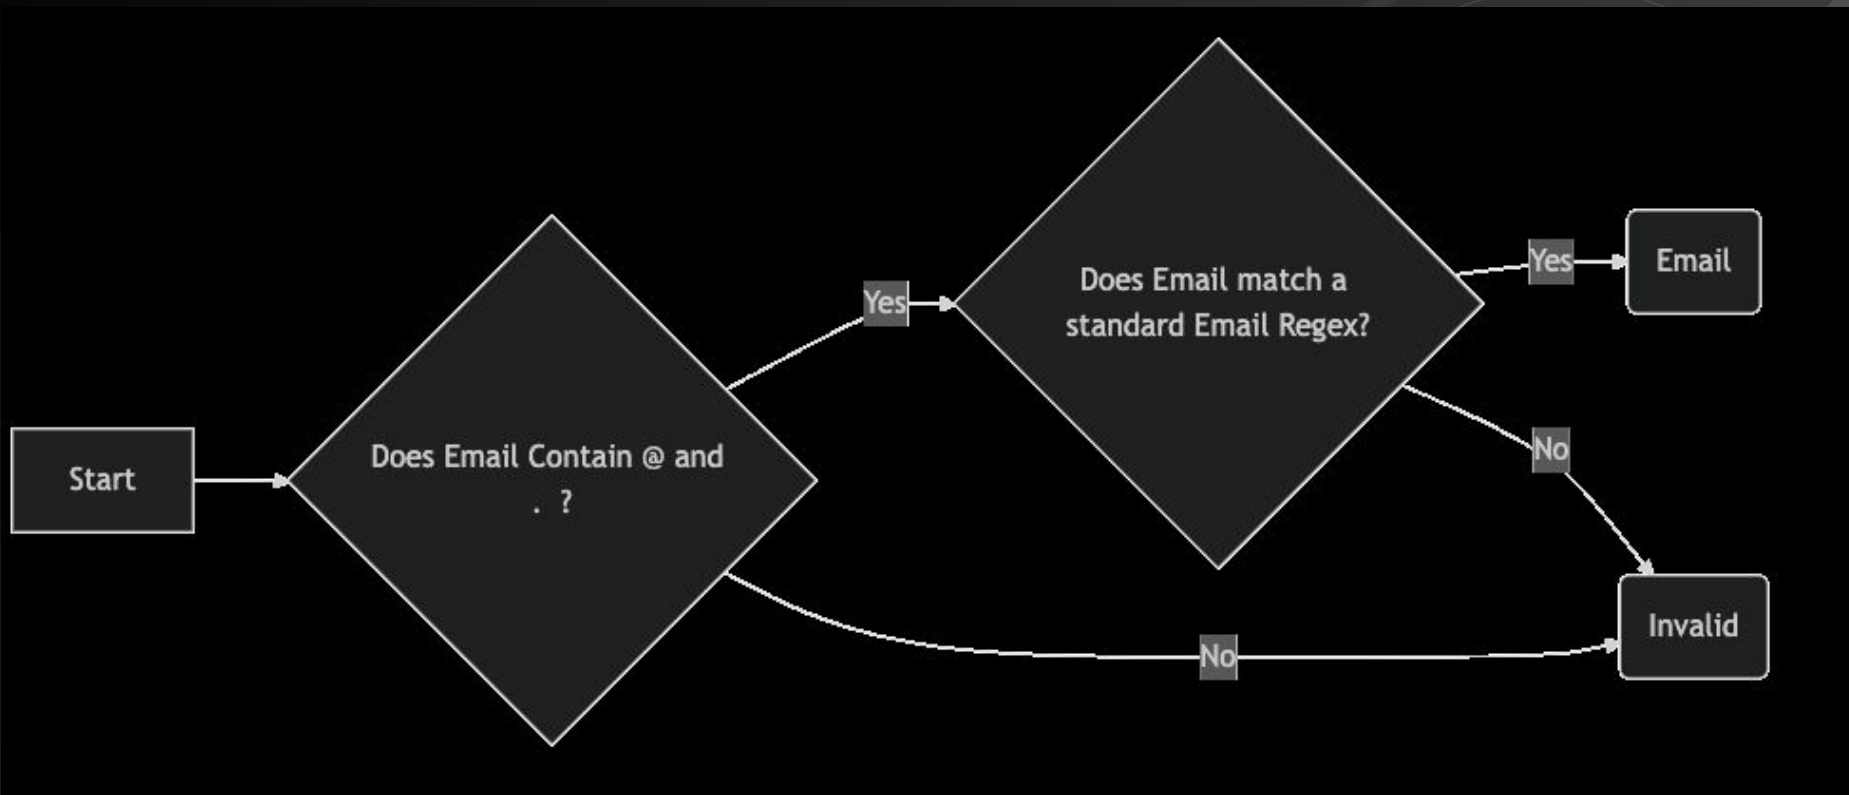 Start
Does Email Contain @ and
. ?
Yes
No
Does Email match a
standard Email Regex?
Yes
No
Email
Invalid